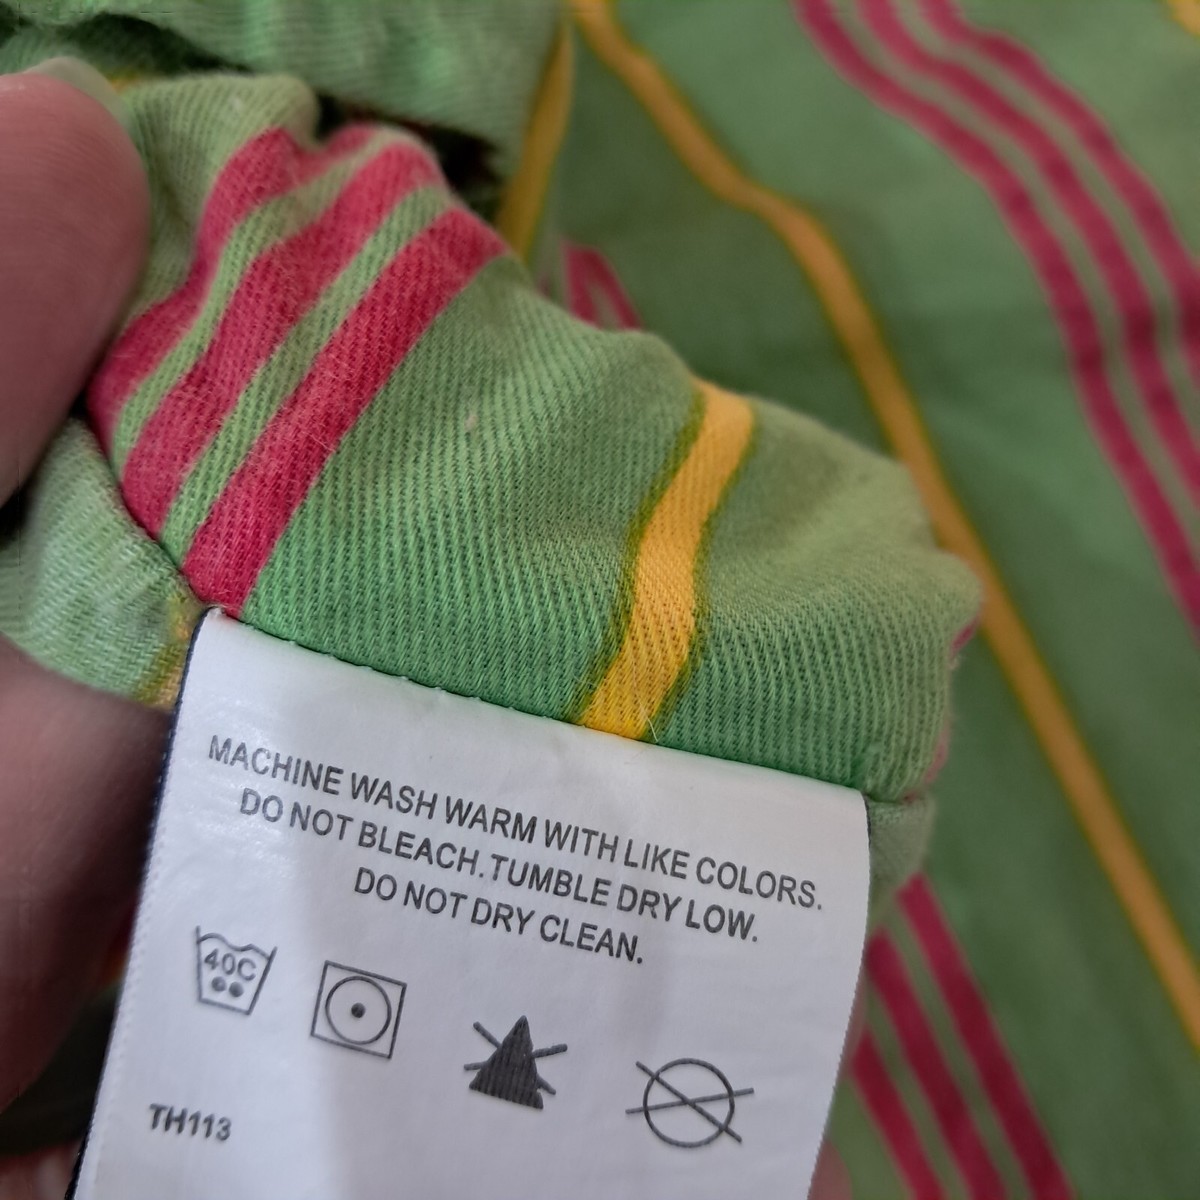 MACHINE WASH WARM WITH LIKE COLORS.
DO NOT BLEACH. TUMBLE DRY LOW.
DO NOT DRY CLEAN.
40C
TH113